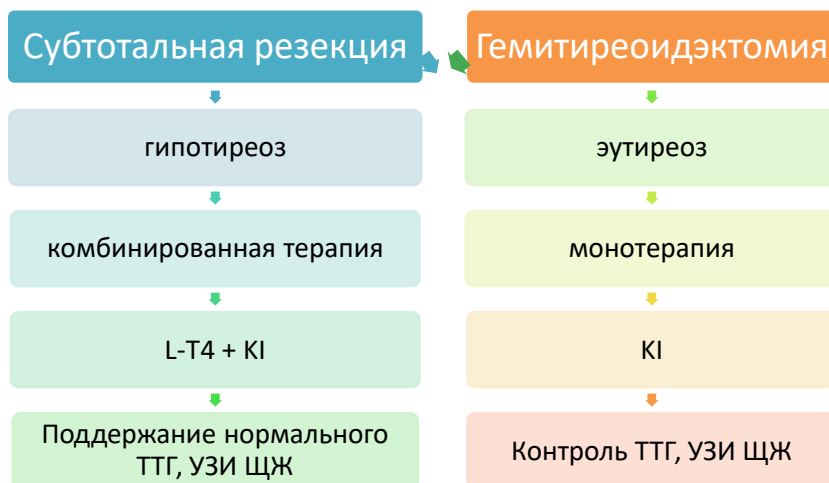 Субтотальная резекция
гипотиреоз
комбинированная терапия
L-T4 + KI
Поддержание нормального
ТТГ, УЗИ ЩЖ
Гемитиреоидэктомия
эутиреоз
монотерапия
KI
Контроль ТТГ, УЗИ ЩЖ